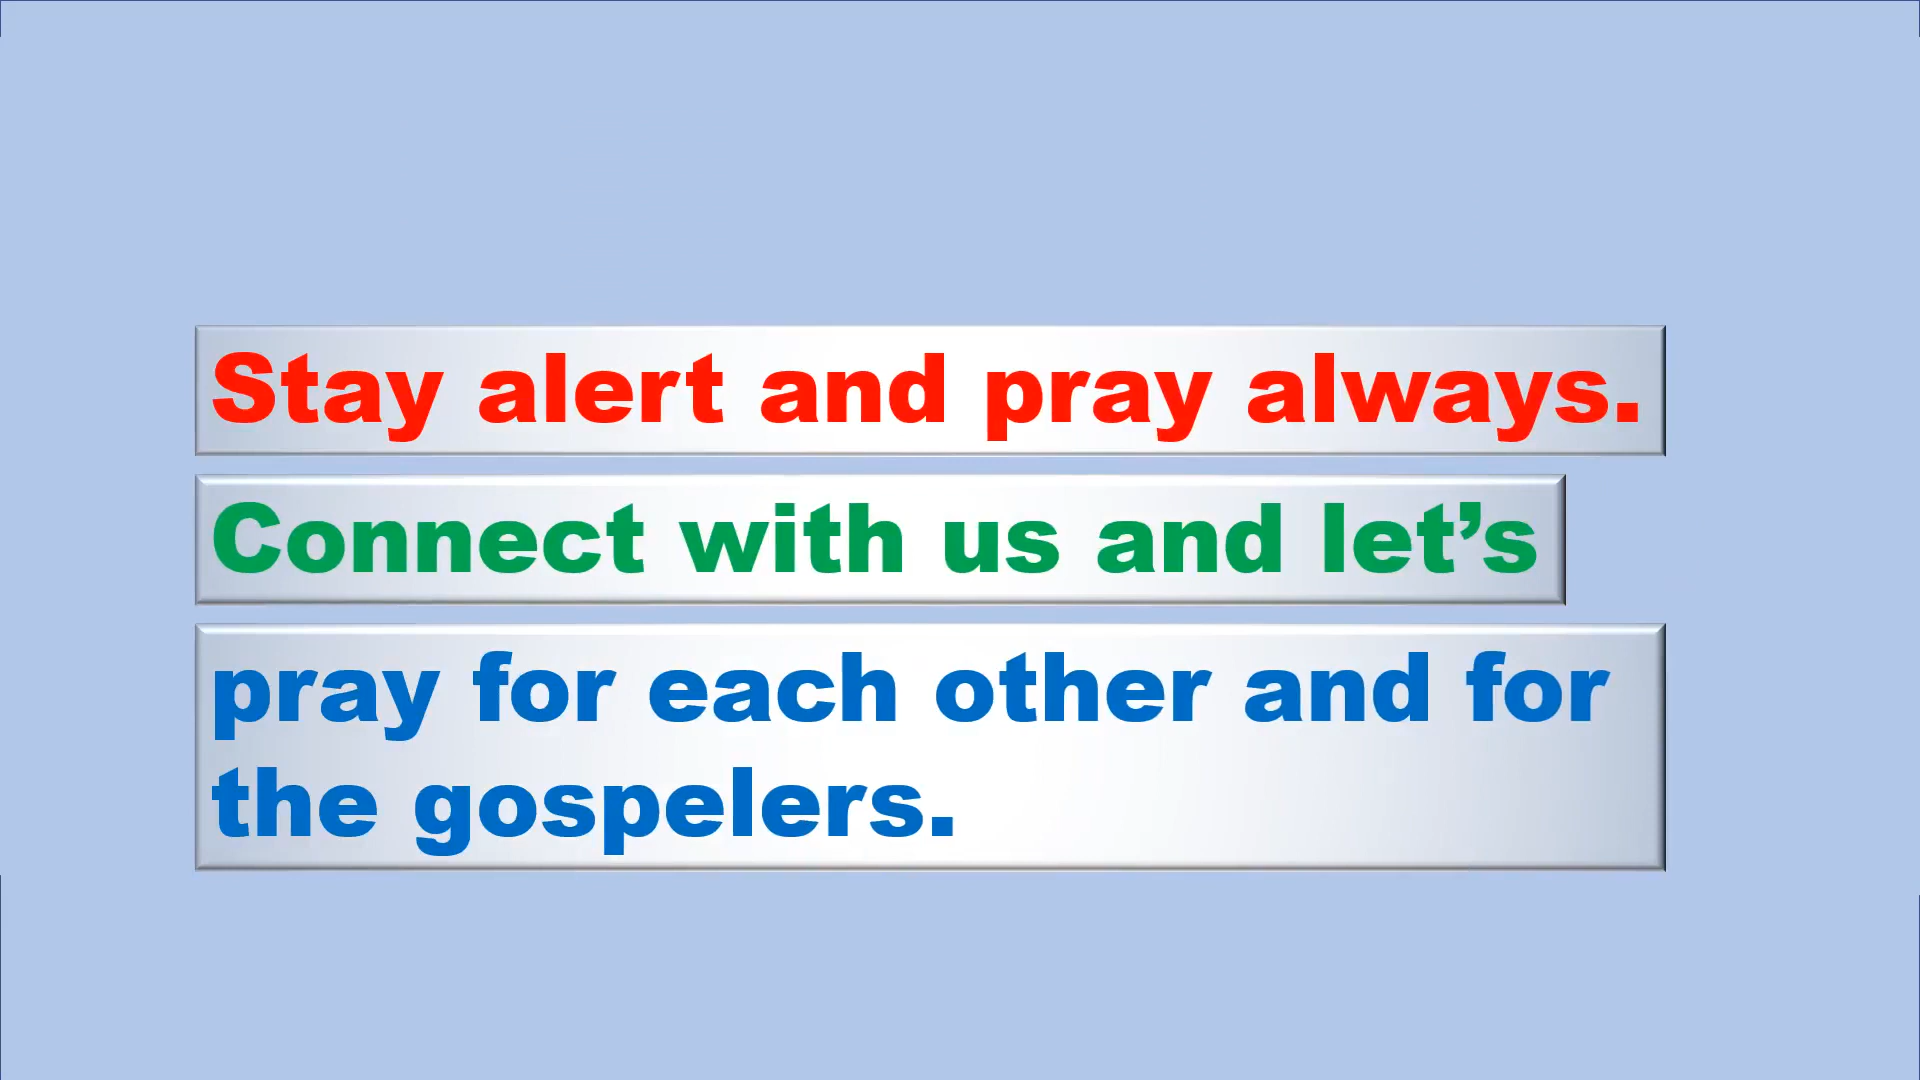 Stay alert and pray always.
Connect with us and let’s
pray for each other and for
the gospelers.